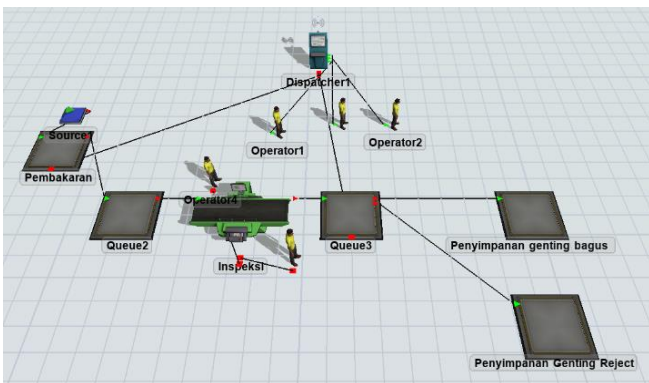 Dispatcher1
Source
Operator1
Operator2
Pembakaran
Operator4
Queue2
Inspeksi
Queue3
Penyimpanan genting bagus
Penyimpanan Genting Reject